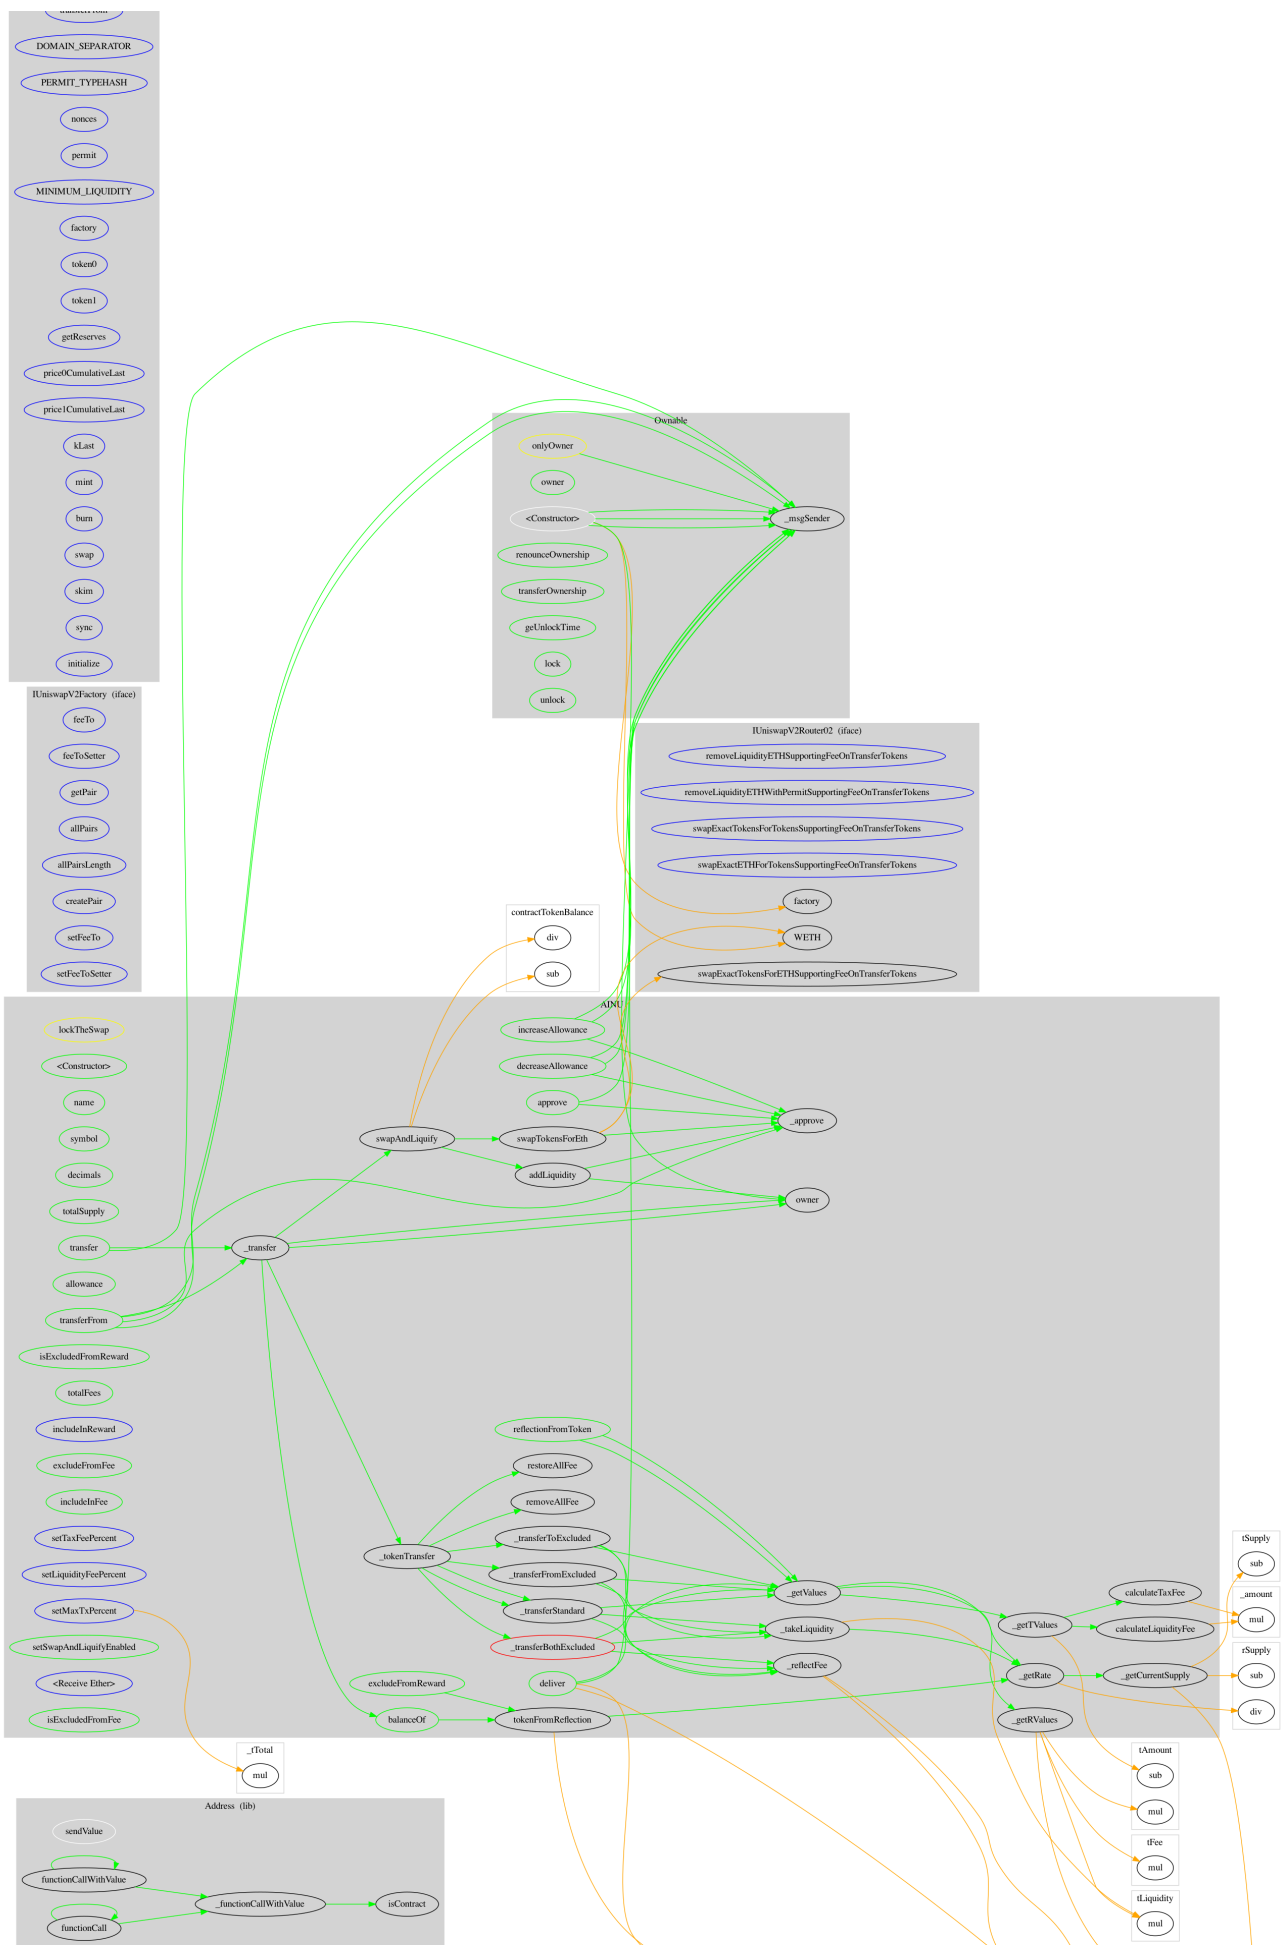 transferFrom
DOMAIN_SEPARATOR
PERMIT_TYPEHASH
nonces
permit
MINIMUM_LIQUIDITY
factory
token0
token1
getReserves
price0CumulativeLast
price1CumulativeLast
kLast
mint
burn
swap
skim
sync
initialize
IUniswapV2Factory (iface)
feeTo
feeToSetter
getPair
allPairs
allPairsLength
createPair
setFeeTo
setFeeToSetter
Ownable
onlyOwner
owner
<Constructor>
_msgSender
renounceOwnership
transferOwnership
geUnlockTime
lock
unlock
IUniswapV2Router02 (iface)
removeLiquidityETHSupportingFeeOnTransferTokens
removeLiquidityETHWithPermitSupportingFeeOnTransferTokens
swapExactTokensForTokensSupportingFeeOnTransferTokens
swapExactETHForTokensSupportingFeeOnTransferTokens
factory
WETH
swapExactTokensForETHSupportingFeeOnTransferTokens
contractTokenBalance
div
sub
AINU
lockTheSwap
<Constructor>
name
symbol
decimals
totalSupply
transfer
allowance
transferFrom
isExcludedFromReward
totalFees
includeInReward
excludeFromFee
includeInFee
setTaxFeePercent
setLiquidityFeePercent
setMaxTxPercent
setSwapAndLiquifyEnabled
<Receive Ether>
isExcludedFromFee
_transfer
swapAndLiquify
_tokenTransfer
excludeFromReward
balanceOf
increaseAllowance
decreaseAllowance
approve
swapTokensForEth
addLiquidity
reflectionFromToken
restoreAllFee
removeAllFee
_transferToExcluded
_transferFromExcluded
_transferStandard
_transferBothExcluded
deliver
tokenFromReflection
_approve
owner
_getValues
_takeLiquidity
_reflectFee
_getTValues
_getRate
_getRValues
calculateTaxFee
calculateLiquidityFee
_getCurrentSupply
tSupply
sub
_amount
mul
rSupply
sub
div
_tTotal
mul
tAmount
sub
mul
tFee
mul
tLiquidity
mul
Address (lib)
sendValue
functionCallWithValue
_functionCallWithValue
isContract
functionCall